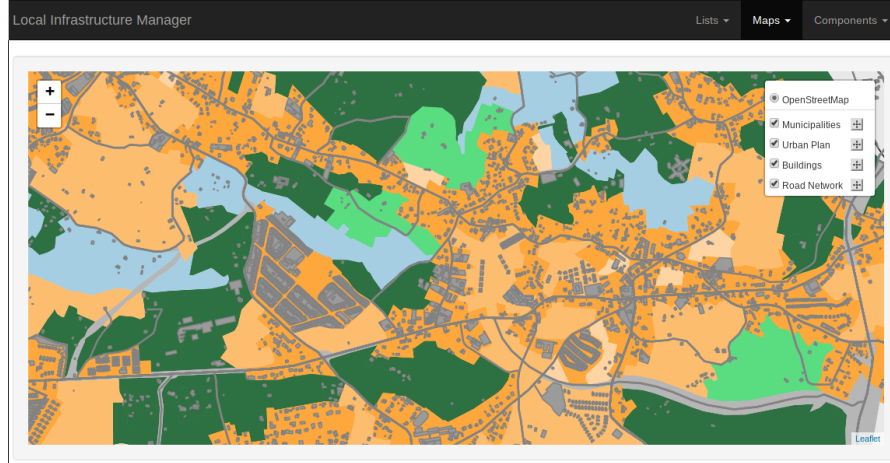 Local Infrastructure Manager
Lists
Maps
Components
+
−
OpenStreetMap
Municipalities
Urban Plan
Buildings
Road Network
Leaflet